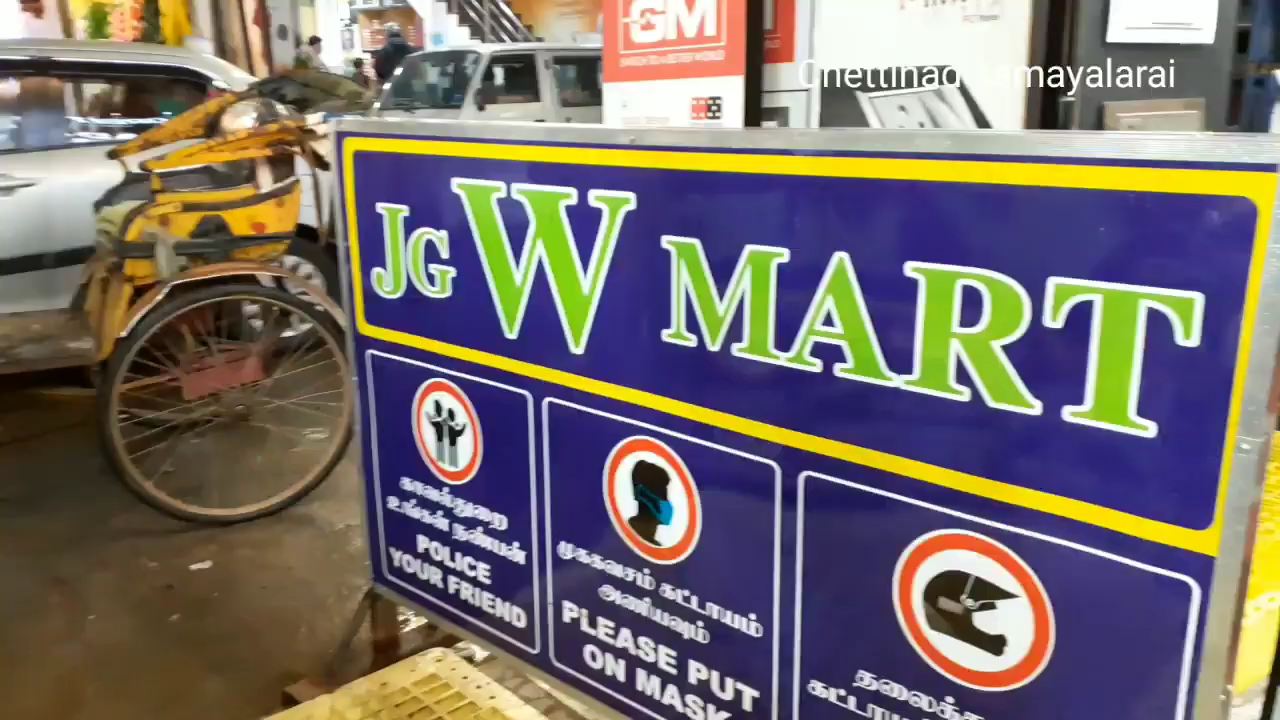 GM
Chettinad Samayalarai
JG W MART
காவல்துறை
உங்கள் நண்பன்
POLICE
YOUR FRIEND
முகக்கவசம் கட்டாயம்
அணியவும்
PLEASE PUT
ON MASK